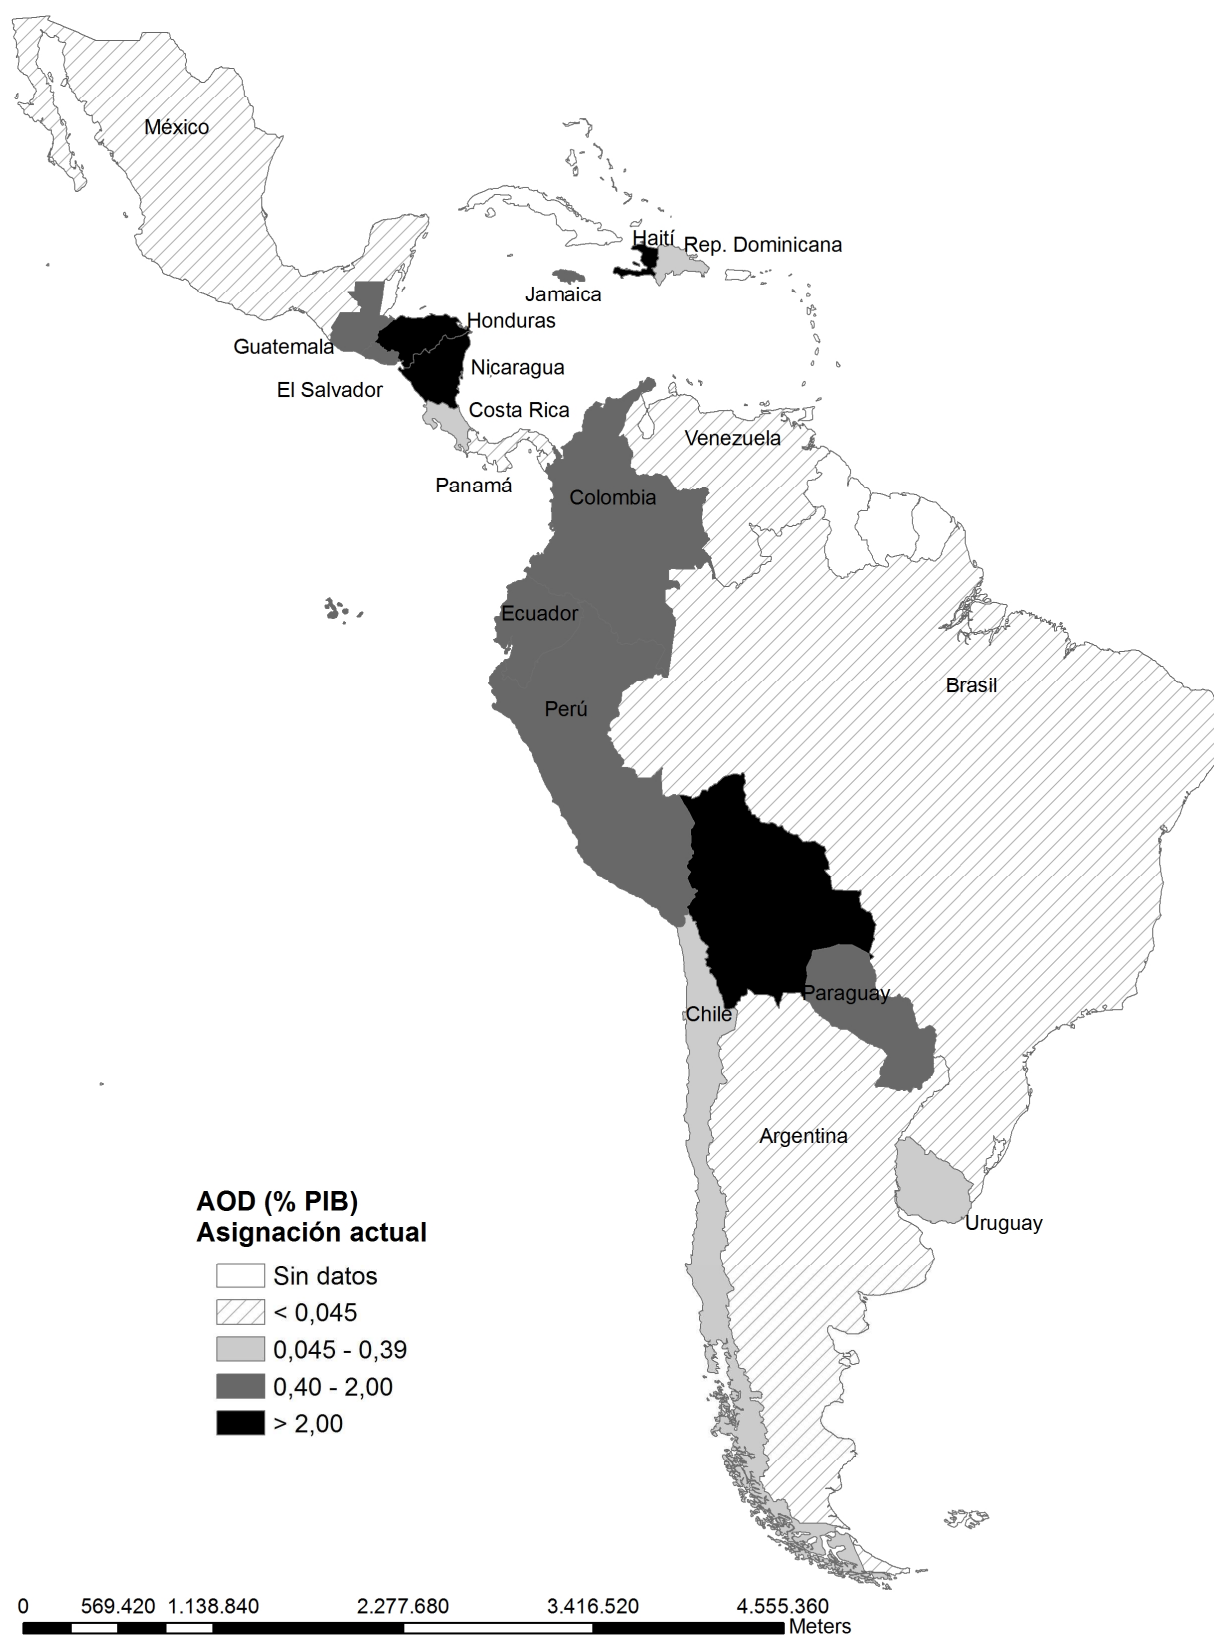 México
Haití
Rep. Dominicana
Jamaica
Honduras
Guatemala
Nicaragua
El Salvador
Costa Rica
Venezuela
Panamá
Colombia
Ecuador
Brasil
Perú
Paraguay
Chile
Argentina
Uruguay
AOD (% PIB)
Asignación actual
Sin datos
< 0,045
0,045 - 0,39
0,40 - 2,00
> 2,00
0 569.420 1.138.840 2.277.680 3.416.520 4.555.360
Meters